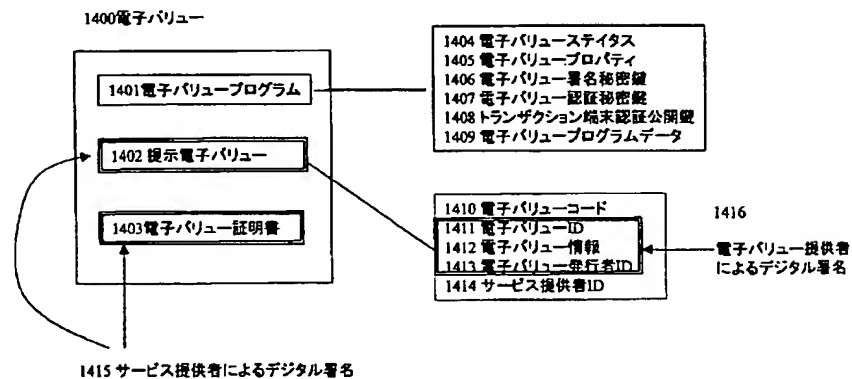 1400電子バリュー
1401電子バリュープログラム
1402 提示電子バリュー
1403電子バリュー証明書
1404 電子バリューステイタス
1405 電子バリュープロパティ
1406 電子バリュー署名秘密鍵
1407 電子バリュー認証秘密鍵
1408 トランザクション端末認証公開鍵
1409 電子バリュープログラムデータ
1410 電子バリューコード
1411 電子バリューID
1412 電子バリュー情報
1413 電子バリュー発行者ID
1414 サービス提供者ID
1416
電子バリュー提供者
によるデジタル署名
1415 サービス提供者によるデジタル署名